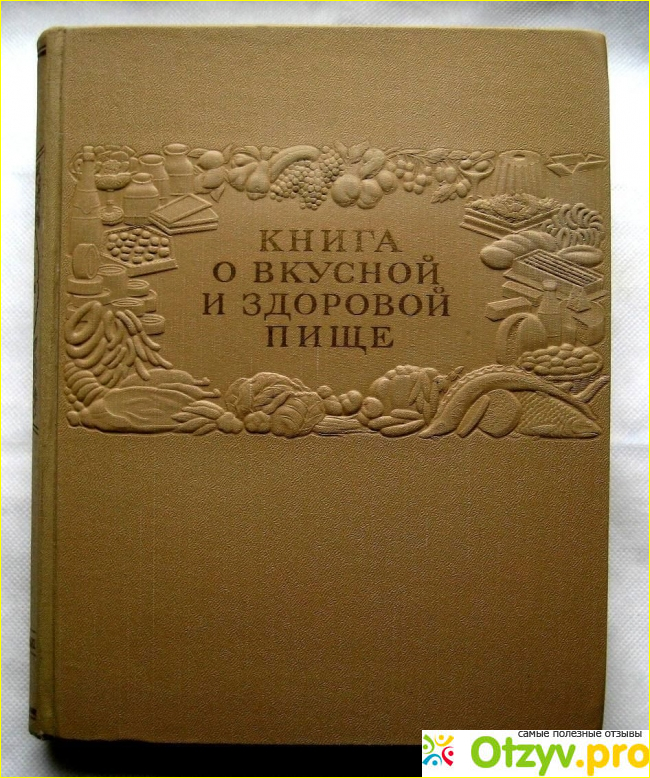 КНИГА
О ВКУСНОЙ
И ЗДОРОВОЙ
ПИЩЕ
самые полезные отзывы
Otzyv.pro